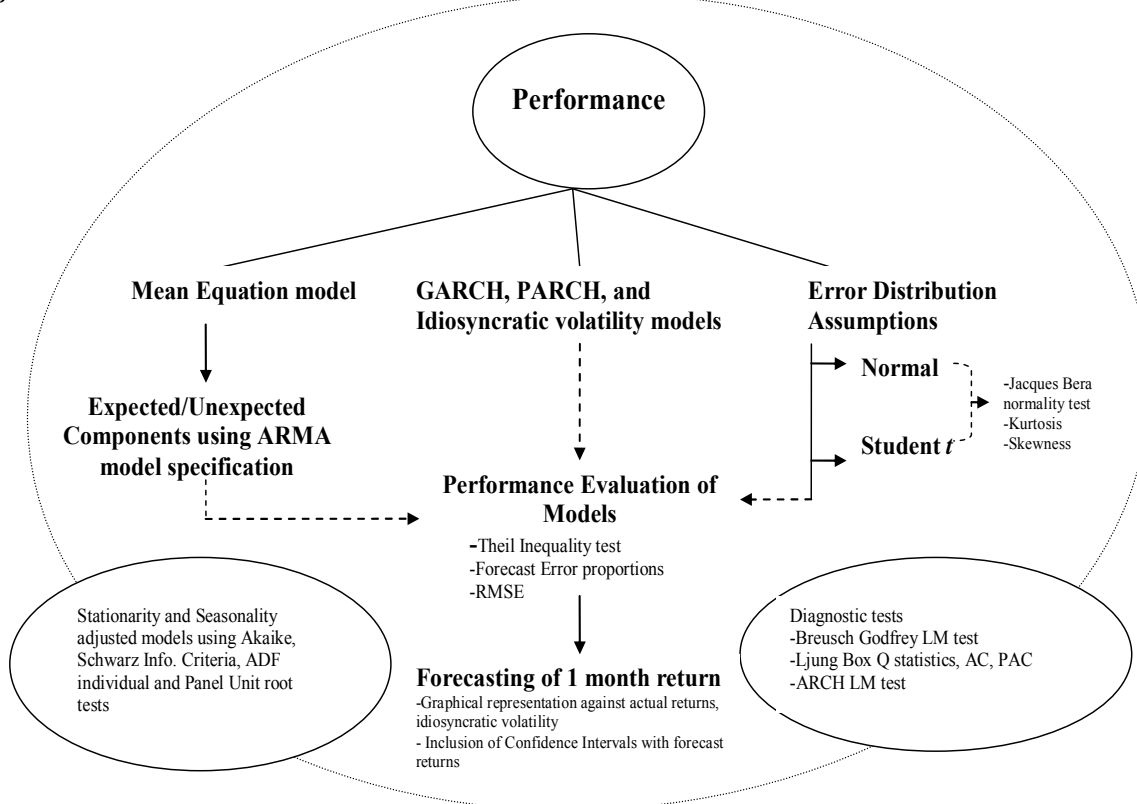 Performance
Mean Equation model
GARCH, PARCH, and
Idiosyncratic volatility models
Error Distribution
Assumptions
Normal
Student t
-Jacques Bera
normality test
-Kurtosis
-Skewness
Expected/Unexpected
Components using ARMA
model specification
Performance Evaluation of
Models
-Theil Inequality test
-Forecast Error proportions
-RMSE
Stationarity and Seasonality
adjusted models using Akaike,
Schwarz Info. Criteria, ADF
individual and Panel Unit root
tests
Forecasting of 1 month return
-Graphical representation against actual returns,
idiosyncratic volatility
- Inclusion of Confidence Intervals with forecast
returns
Diagnostic tests
-Breusch Godfrey LM test
-Ljung Box Q statistics, AC, PAC
-ARCH LM test